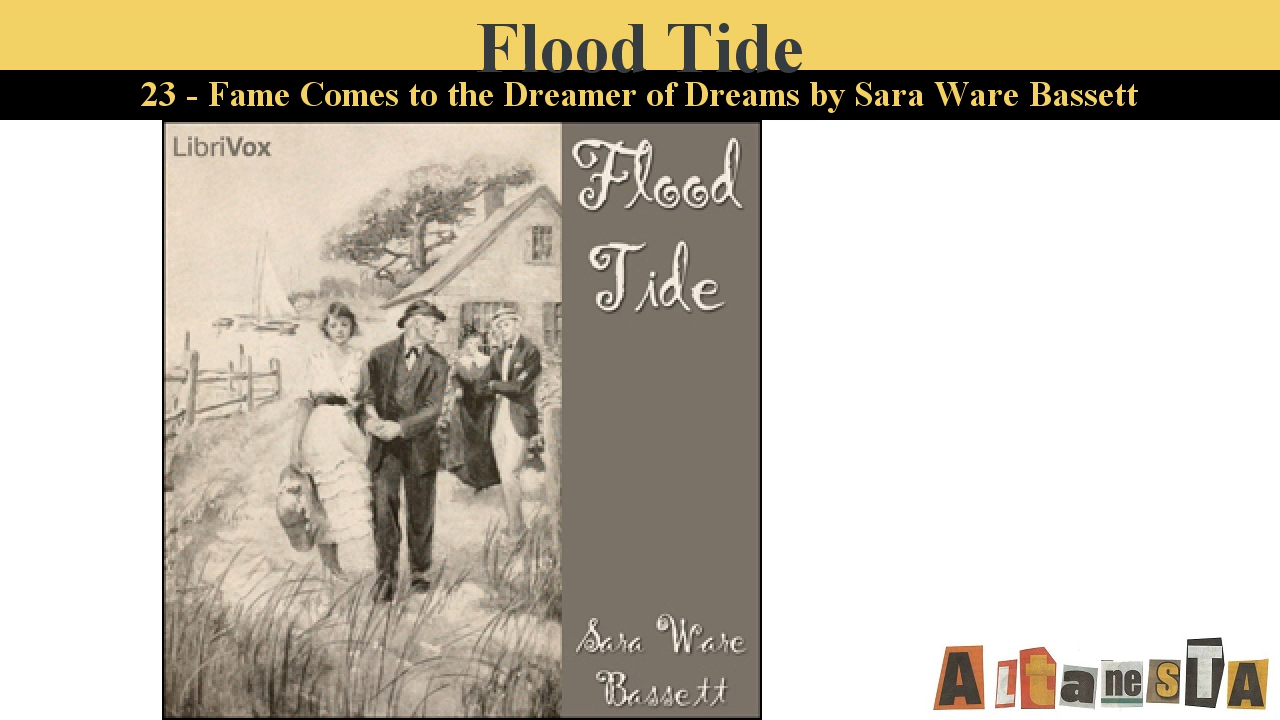 Flood Tide
23 - Fame Comes to the Dreamer of Dreams by Sara Ware Bassett
LibriVox
Flood
Tide
Sara Ware
Bassett
AltanesTA